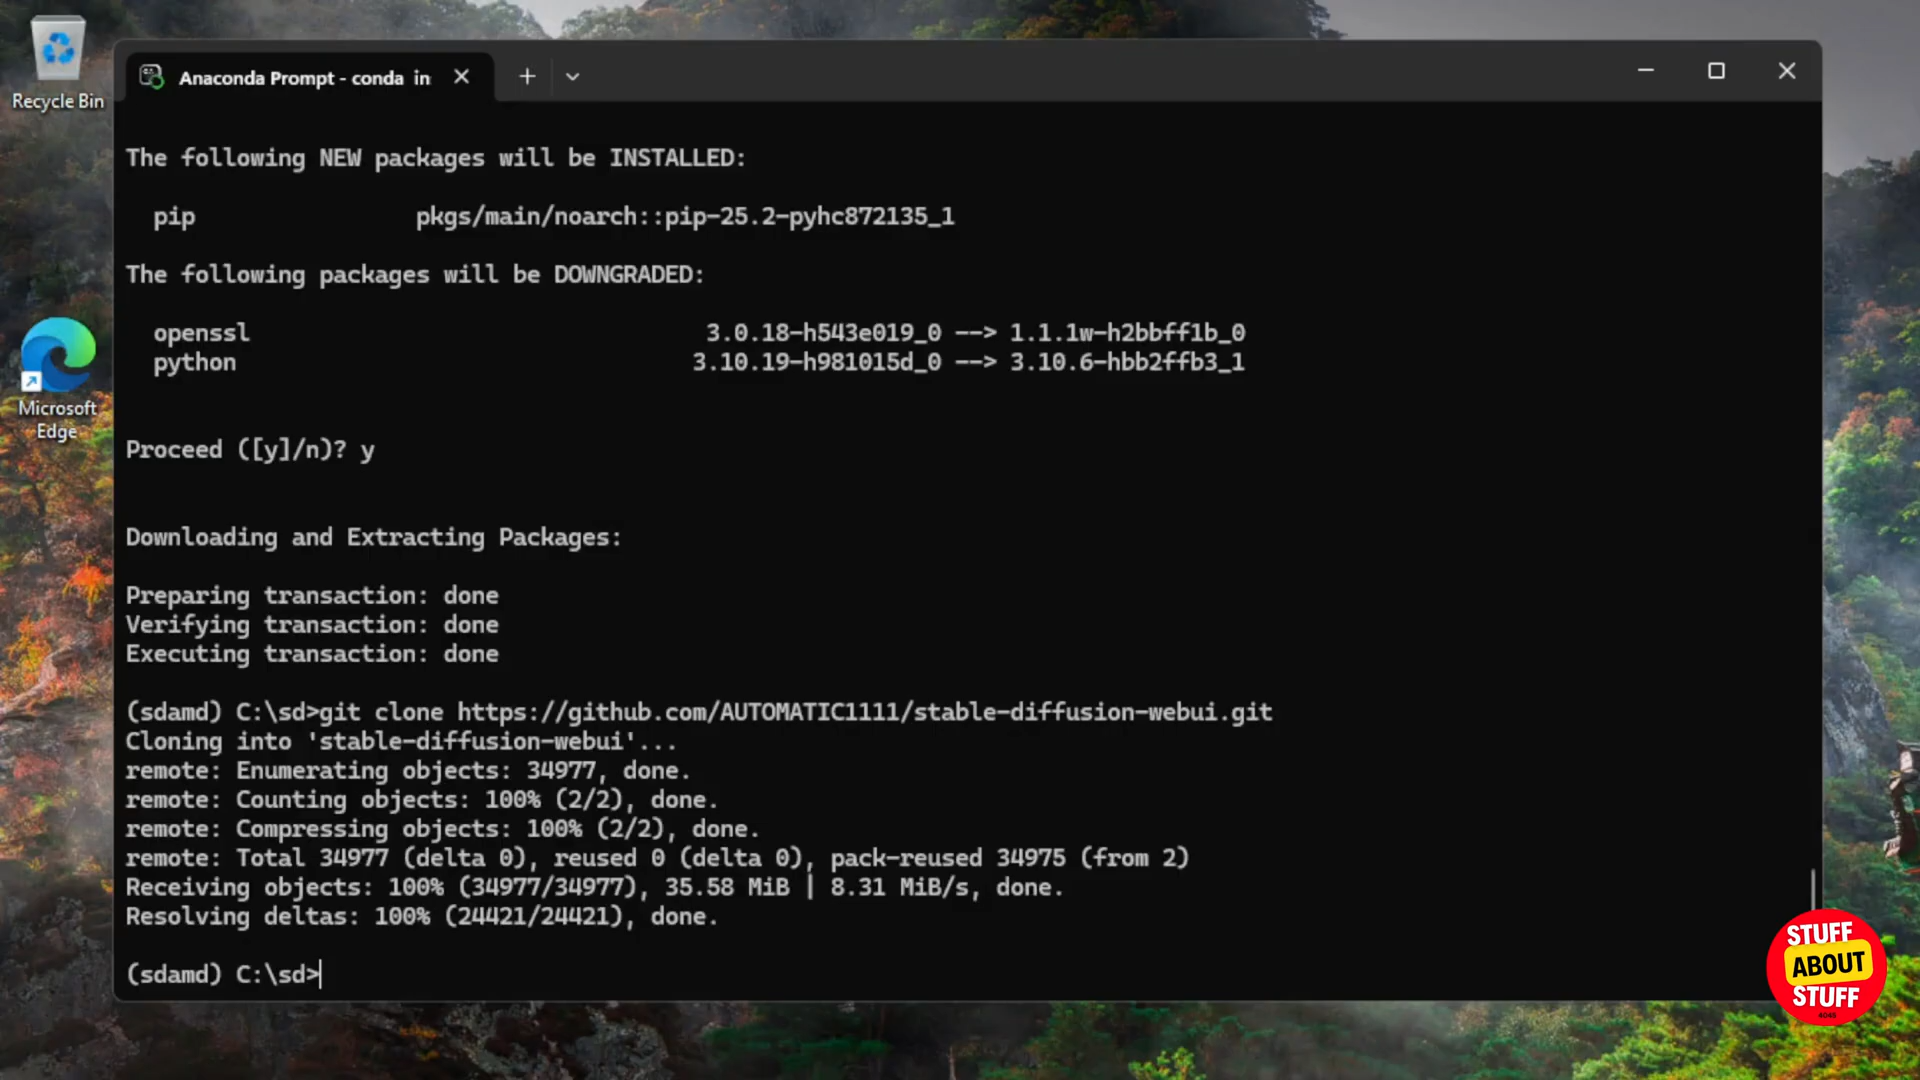 Recycle Bin
Microsoft
Edge
Anaconda Prompt - conda in
The following NEW packages will be INSTALLED:
pip pkgs/main/noarch::pip-25.2-pyhc872135_1
The following packages will be DOWNGRADED:
openssl 3.0.18-h543e019_0 --> 1.1.1w-h2bbff1b_0
python 3.10.19-h981015d_0 --> 3.10.6-hbb2ffb3_1
Proceed ([y]/n)? y
Downloading and Extracting Packages:
Preparing transaction: done
Verifying transaction: done
Executing transaction: done
(sdamd) C:\sd>git clone https://github.com/AUTOMATIC1111/stable-diffusion-webui.git
Cloning into 'stable-diffusion-webui'...
remote: Enumerating objects: 34977, done.
remote: Counting objects: 100% (2/2), done.
remote: Compressing objects: 100% (2/2), done.
remote: Total 34977 (delta 0), reused 0 (delta 0), pack-reused 34975 (from 2)
Receiving objects: 100% (34977/34977), 35.58 MiB | 8.31 MiB/s, done.
Resolving deltas: 100% (24421/24421), done.
(sdamd) C:\sd>
STUFF
ABOUT
STUFF